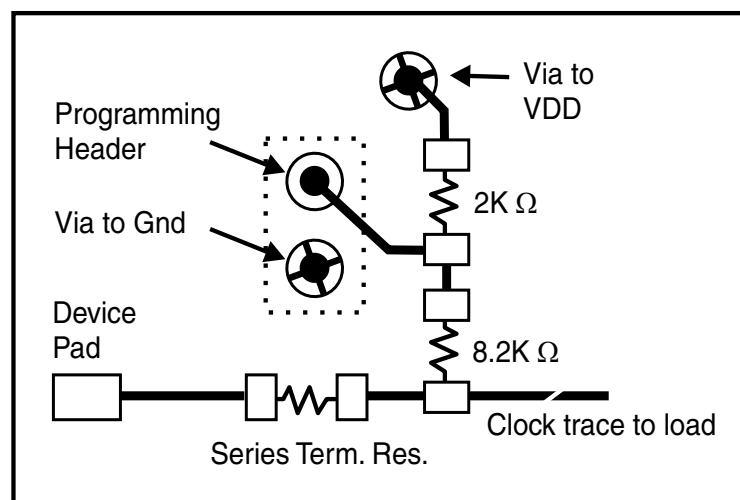 Via to
VDD
Programming
Header
2K Ω
Via to Gnd
Device
Pad
8.2K Ω
Clock trace to load
Series Term. Res.